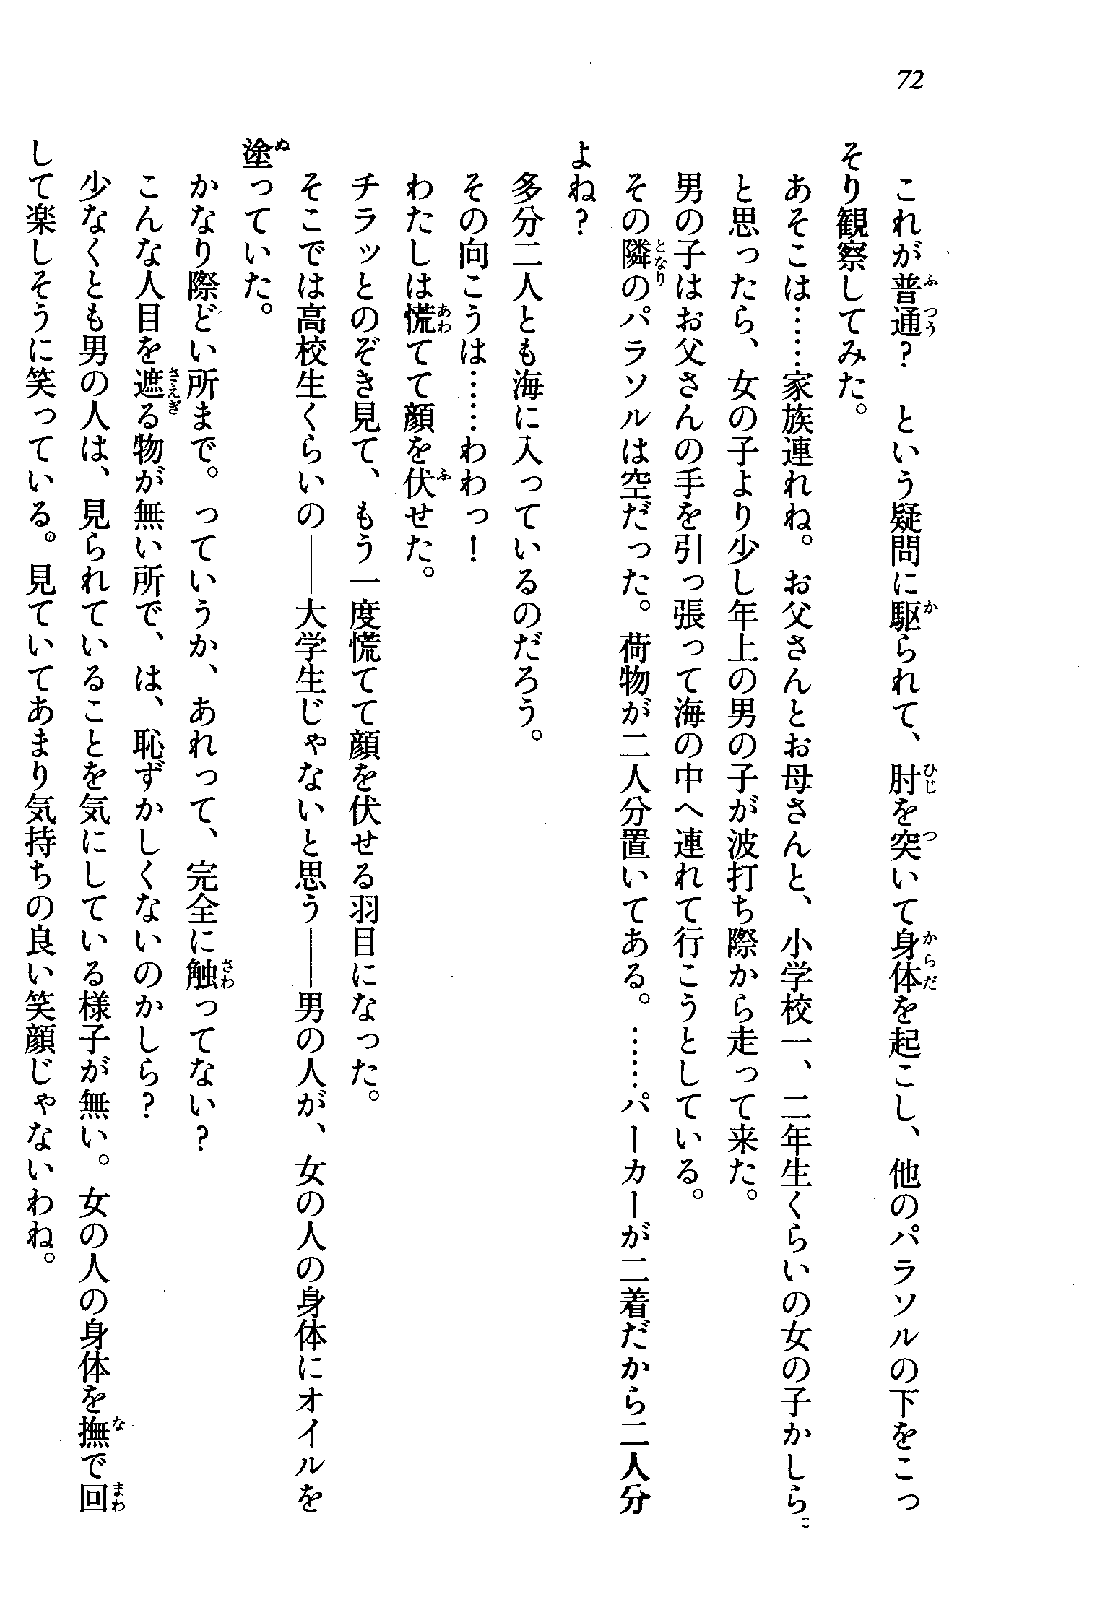 72
これが普通？　という疑問に駆られて、肘を突いて身体を起こし、他のパラソルの下をこっ
そり観察してみた。
あそこは……家族連れね。お父さんとお母さんと、小学校一、二年生くらいの女の子かしら。
と思ったら、女の子より少し年上の男の子が波打ち際から走って来た。
男の子はお父さんの手を引っ張って海の中へ連れて行こうとしている。
その隣のパラソルは空だった。荷物が二人分置いてある。……パーカーが二着だから二人分
よね？
多分二人とも海に入っているのだろう。
その向こうは……わわっ！
わたしは慌てて顔を伏せた。
チラッとのぞき見て、もう一度慌てて顔を伏せる羽目になった。
そこでは高校生くらいの――大学生じゃないと思う――男の人が、女の人の身体にオイルを
塗っていた。
かなり際どい所まで。っていうか、あれって、完全に触ってない？
こんな人目を遮る物が無い所で、は、恥ずかしくないのかしら？
少なくとも男の人は、見られていることを気にしている様子が無い。女の人の身体を撫で回
して楽しそうに笑っている。見ていてあまり気持ちの良い笑顔じゃないわね。